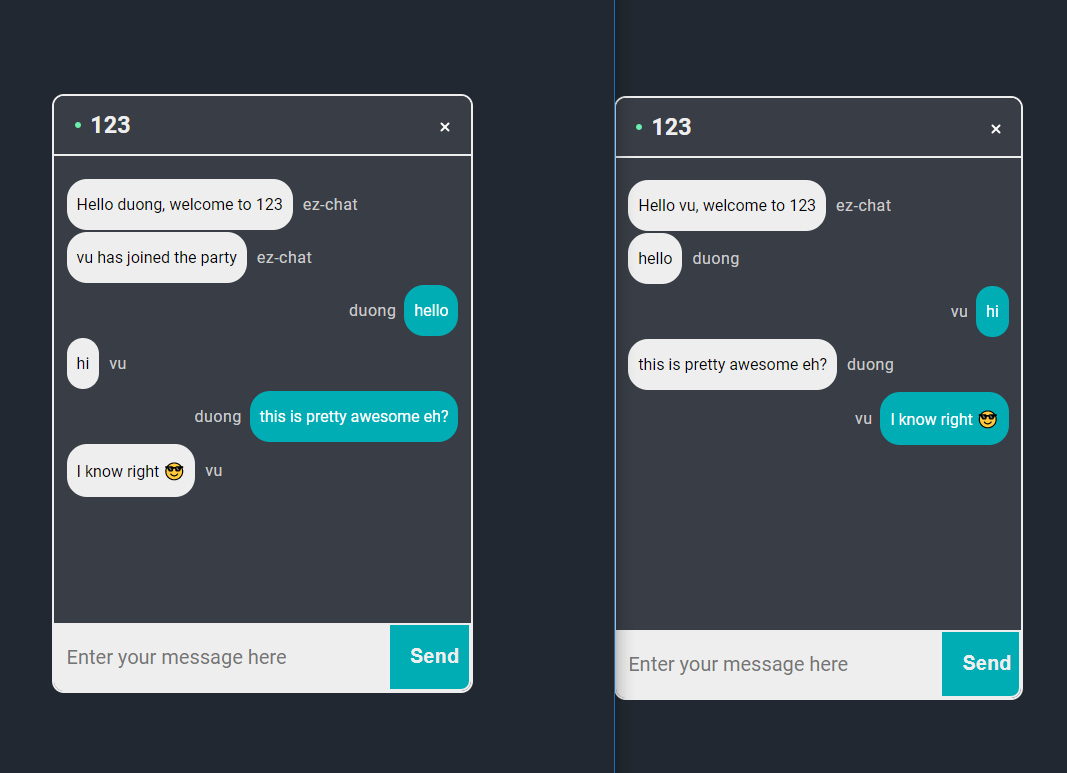 123
×
Hello duong, welcome to 123 ez-chat
vu has joined the party ez-chat
duong hello
hi vu
duong this is pretty awesome eh?
I know right 😎 vu
Enter your message here Send
123
×
Hello vu, welcome to 123 ez-chat
hello duong
vu hi
this is pretty awesome eh? duong
vu I know right 😎
Enter your message here Send